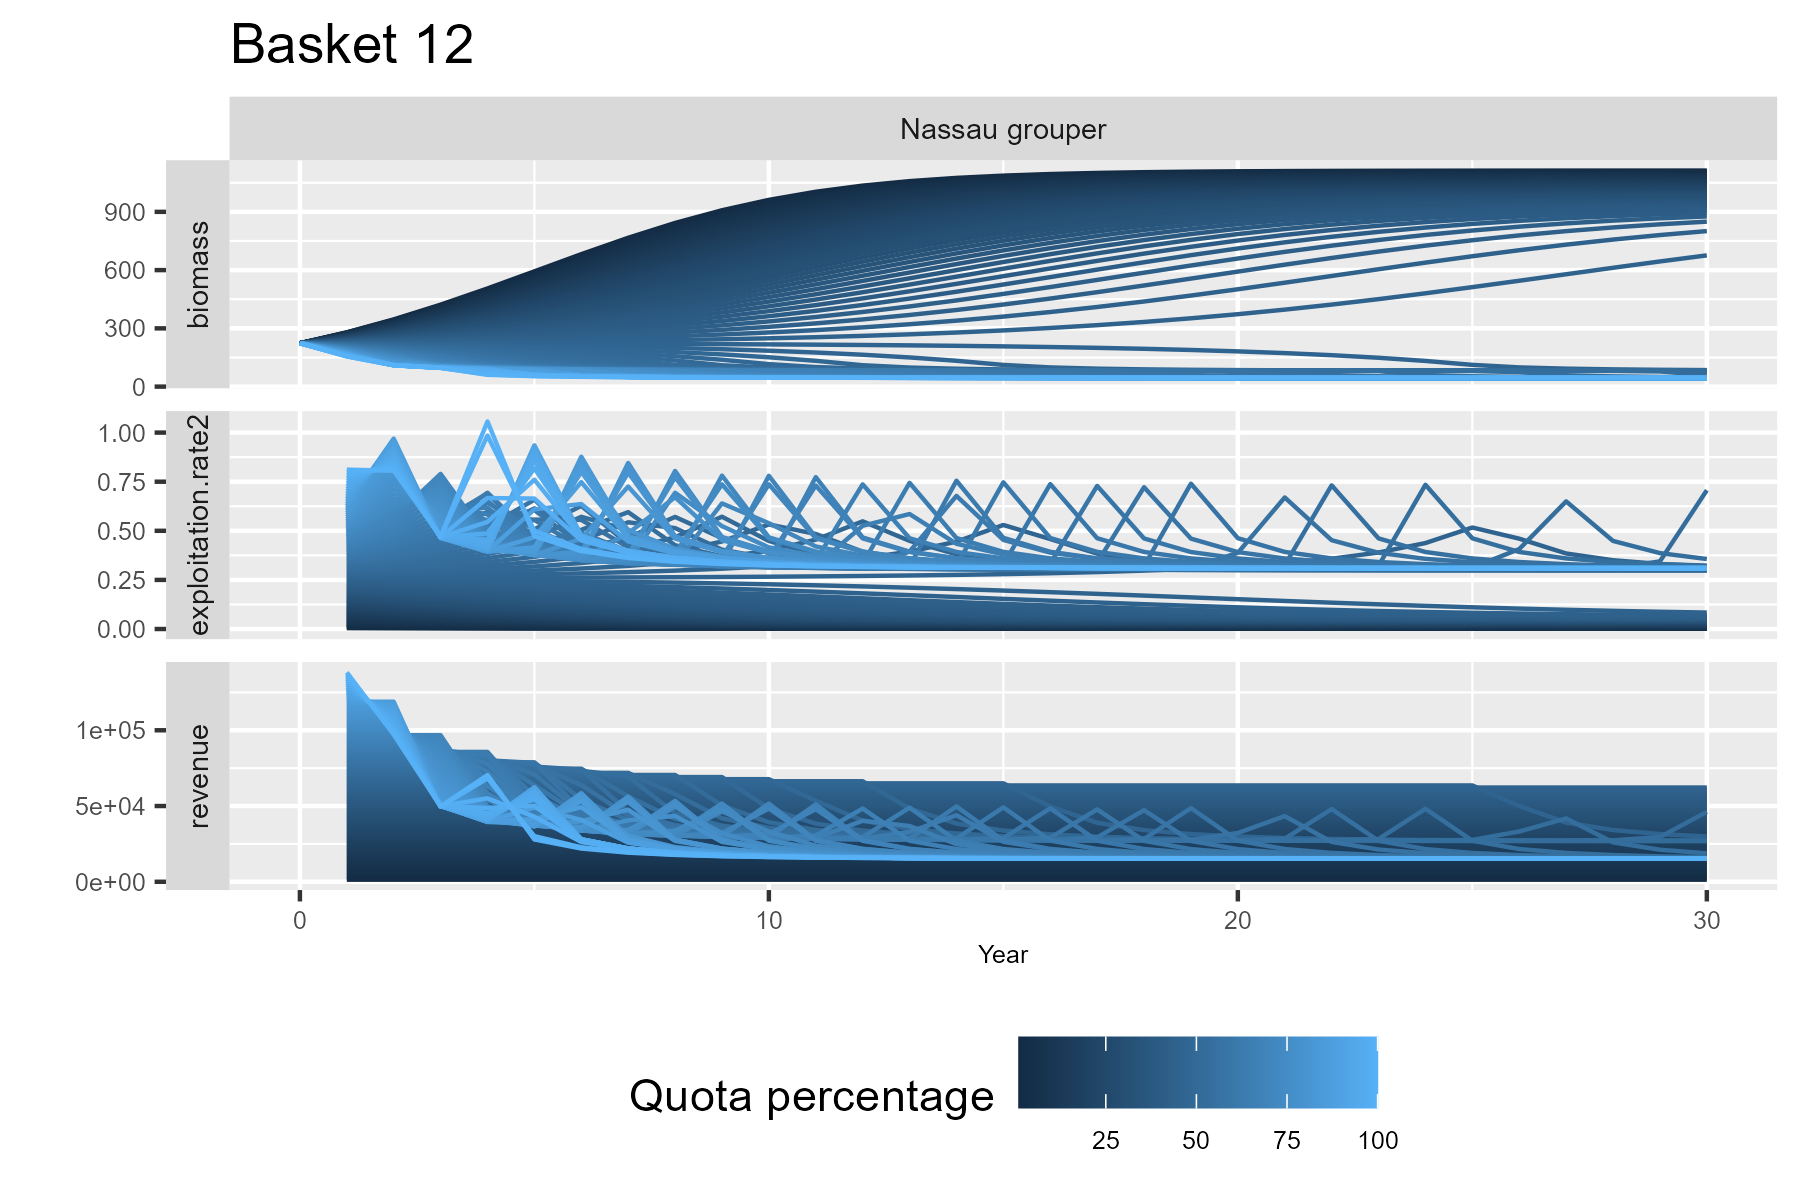 Basket 12
Nassau grouper
biomass
900
600
300
0
exploitation.rate2
1.00
0.75
0.50
0.25
0.00
revenue
1e+05
5e+04
0e+00
0 10 20 30
Year
Quota percentage
25 50 75 100